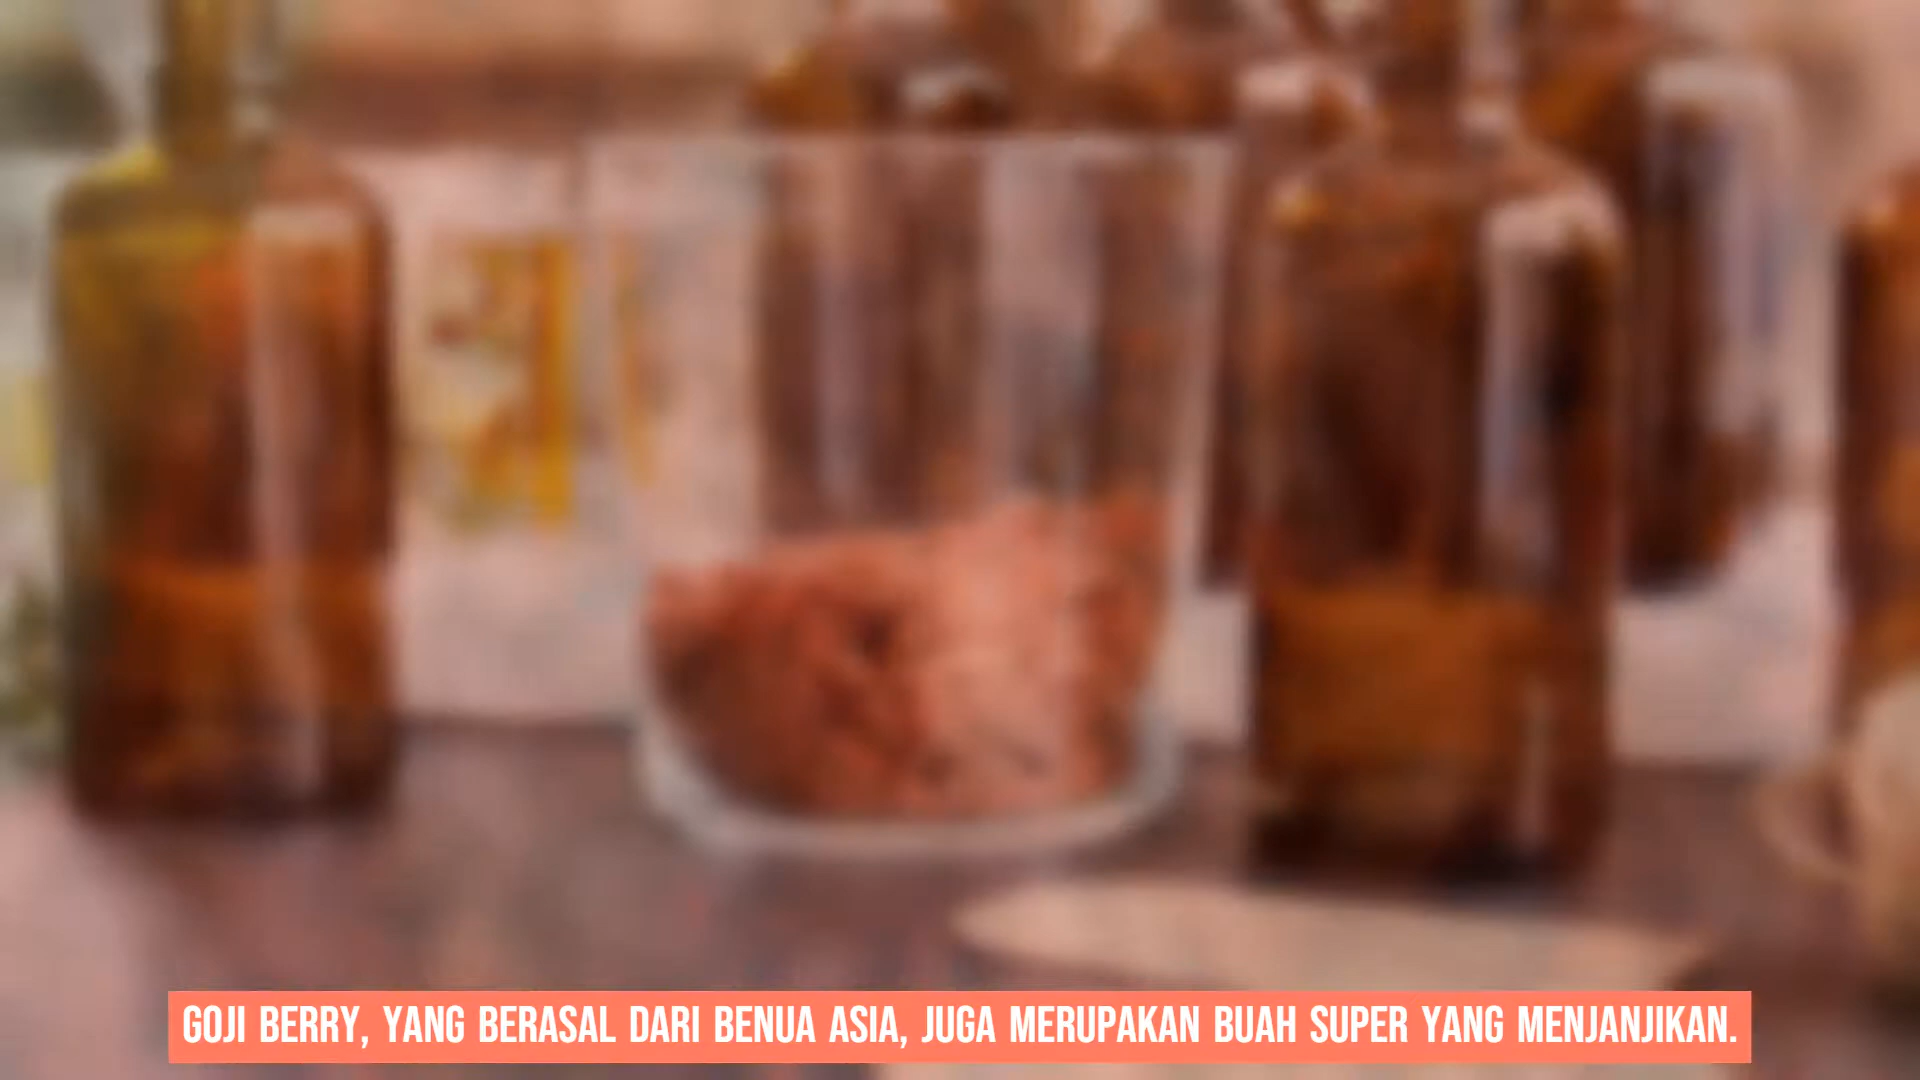 GOJI BERRY, YANG BERASAL DARI BENUA ASIA, JUGA MERUPAKAN BUAH SUPER YANG MENJANJIKAN.